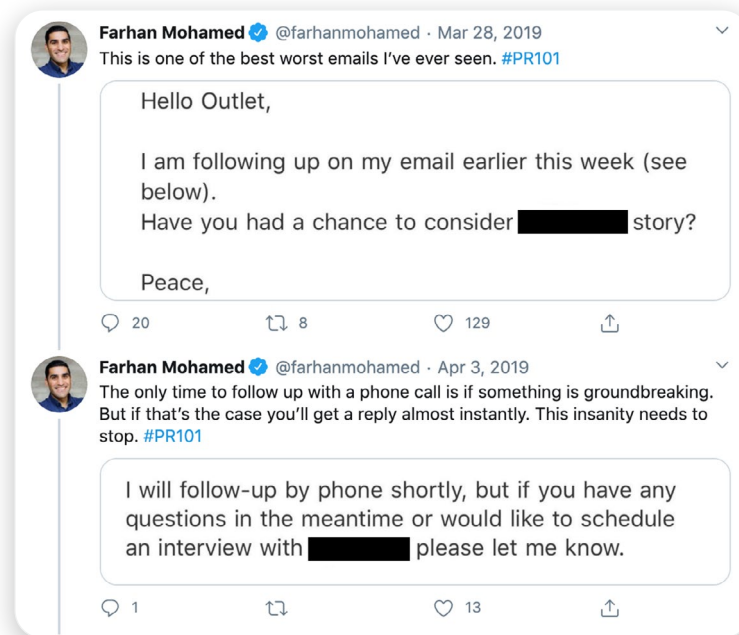 Farhan Mohamed @farhanmohamed · Mar 28, 2019
This is one of the best worst emails I've ever seen. #PR101
Hello Outlet,
I am following up on my email earlier this week (see
below).
Have you had a chance to consider story?
Peace,
20 8 129
Farhan Mohamed @farhanmohamed · Apr 3, 2019
The only time to follow up with a phone call is if something is groundbreaking.
But if that's the case you'll get a reply almost instantly. This insanity needs to
stop. #PR101
I will follow-up by phone shortly, but if you have any
questions in the meantime or would like to schedule
an interview with please let me know.
1 13